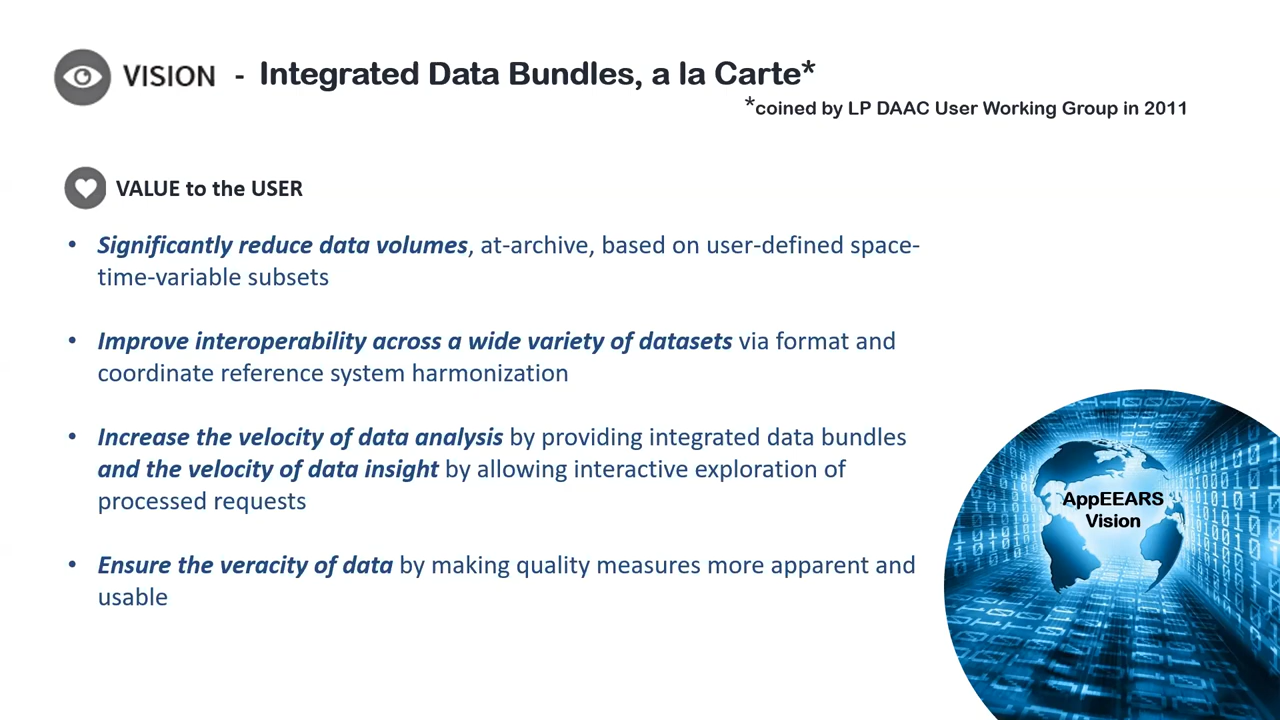 VISION - Integrated Data Bundles, a la Carte*
*coined by LP DAAC User Working Group in 2011
VALUE to the USER
• Significantly reduce data volumes, at-archive, based on user-defined space-
time-variable subsets
• Improve interoperability across a wide variety of datasets via format and
coordinate reference system harmonization
• Increase the velocity of data analysis by providing integrated data bundles
and the velocity of data insight by allowing interactive exploration of
processed requests
• Ensure the veracity of data by making quality measures more apparent and
usable
AppEEARS
Vision